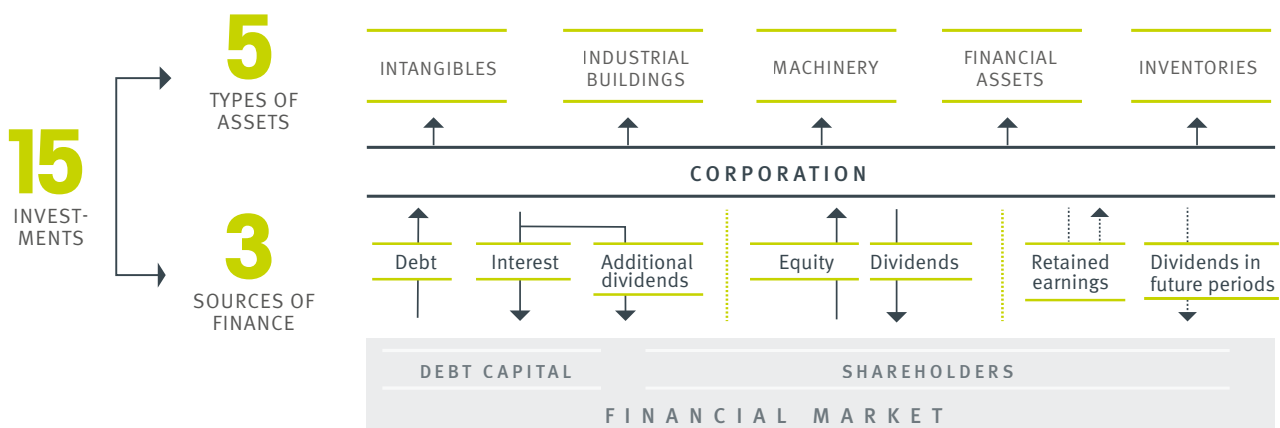 5
TYPES OF
ASSETS
INTANGIBLES
INDUSTRIAL
BUILDINGS
MACHINERY
FINANCIAL
ASSETS
INVENTORIES
15
INVEST-
MENTS
CORPORATION
3
SOURCES OF
FINANCE
Debt
Interest
Additional
dividends
Equity
Dividends
Retained
earnings
Dividends in
future periods
DEBT CAPITAL
SHAREHOLDERS
FINANCIAL MARKET